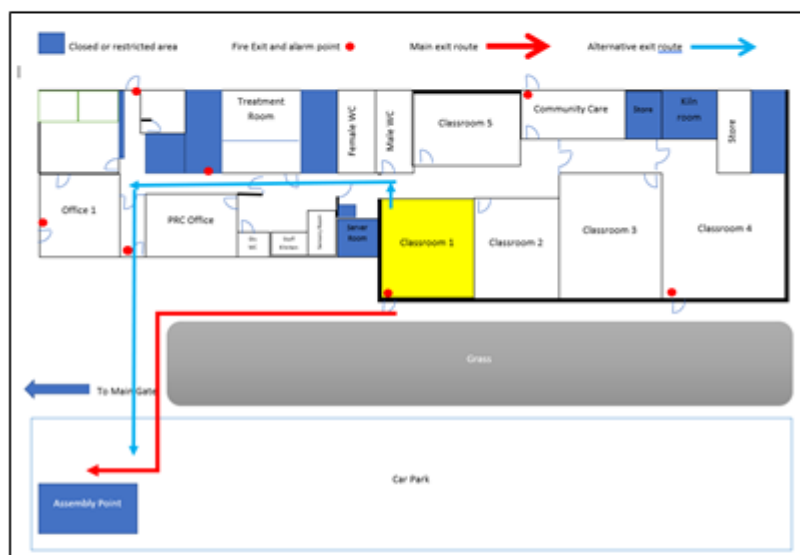 Closed or restricted area
Fire Exit and alarm point
Main exit route
Alternative exit route
Treatment
Room
Female WC
Male WC
Classroom 5
Community Care
Store
Kiln
room
Store
Office 1
PRC Office
WC
Staff
Kitchen
Server
Room
Classroom 1
Classroom 2
Classroom 3
Classroom 4
Grass
To Main Gate
Car Park
Assembly Point